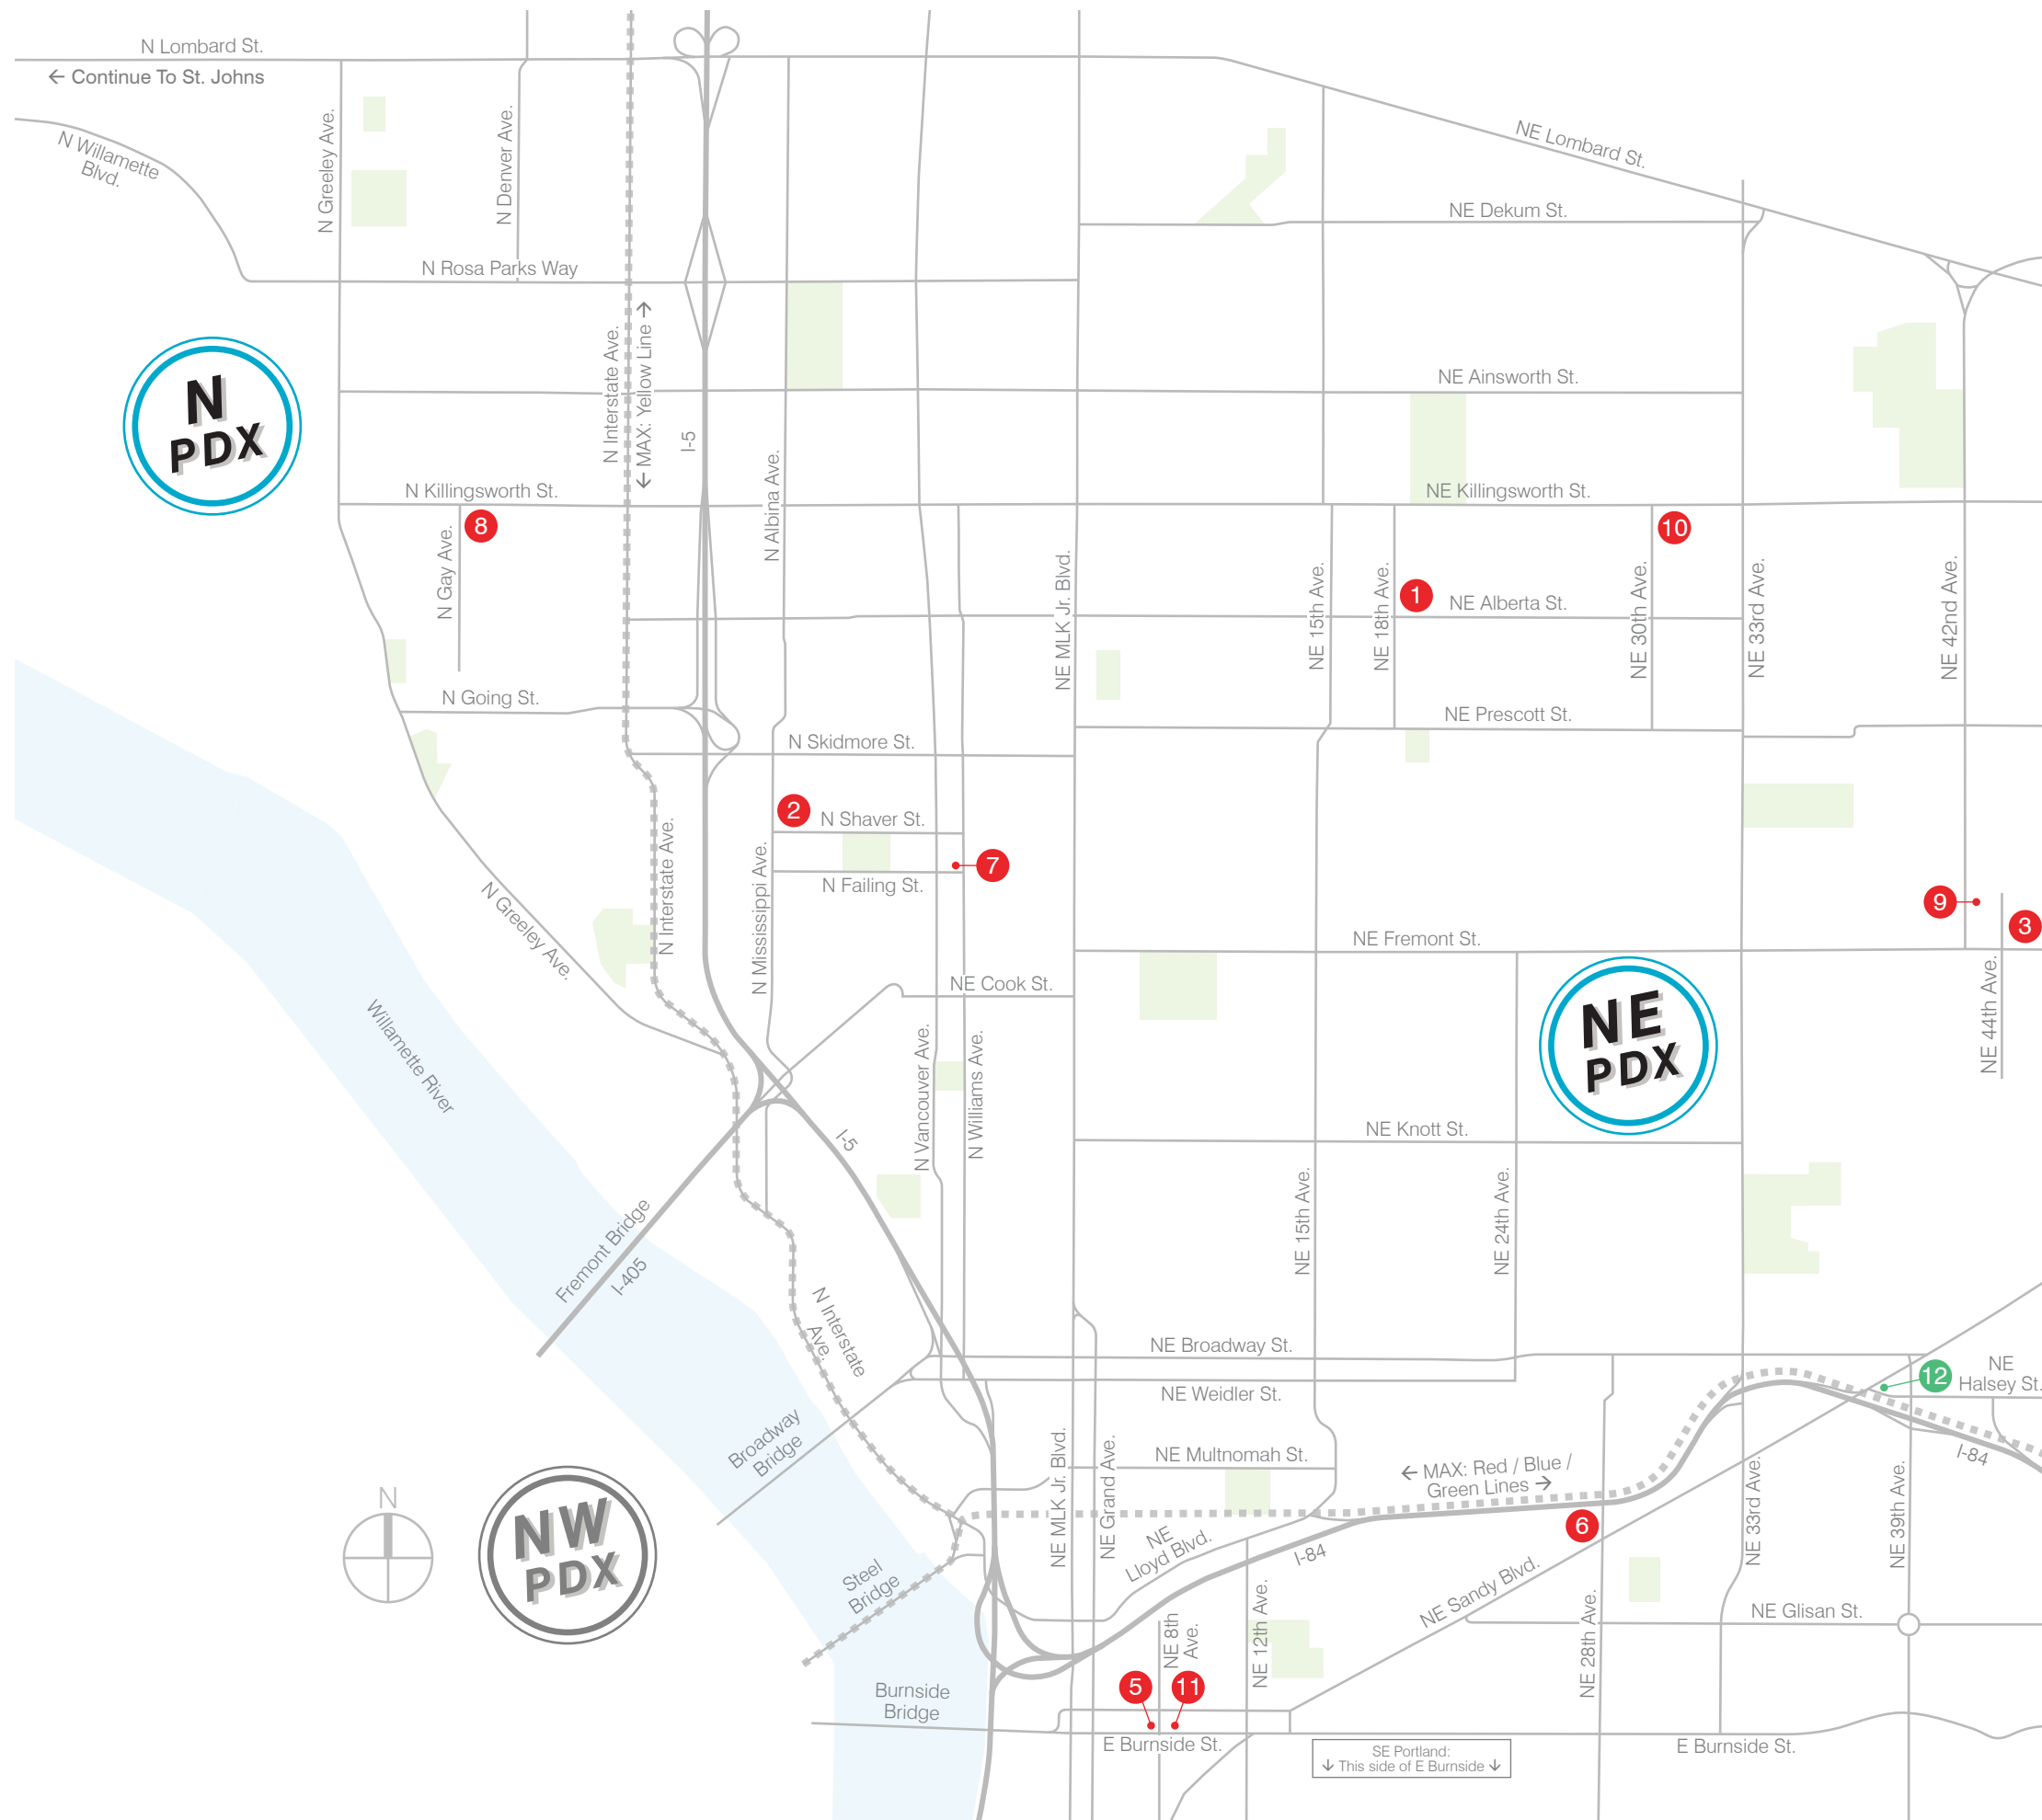 N Lombard St.
← Continue To St. Johns
N Willamette
Blvd.
N Greeley Ave.
N Denver Ave.
NE Lombard St.
NE Dekum St.
N Rosa Parks Way
N Interstate Ave.
← MAX: Yellow Line →
I-5
N
PDX
NE Ainsworth St.
N Killingsworth St.
NE Killingsworth St.
8
10
N Gay Ave.
N Albina Ave.
NE MLK Jr. Blvd.
NE 15th Ave.
NE 18th Ave.
1
NE Alberta St.
NE 30th Ave.
NE 33rd Ave.
NE 42nd Ave.
N Going St.
NE Prescott St.
N Skidmore St.
2
N Shaver St.
7
N Failing St.
N Interstate Ave.
N Mississippi Ave.
N Greeley Ave.
9
3
NE Fremont St.
NE Cook St.
NE 44th Ave.
NE
PDX
Willamette River
N Vancouver Ave.
N Williams Ave.
I-5
NE Knott St.
NE 15th Ave.
NE 24th Ave.
Fremont Bridge
I-405
N Interstate
Ave.
NE Broadway St.
NE Weidler St.
12
NE
Halsey St.
Broadway
Bridge
NE MLK Jr. Blvd.
NE Grand Ave.
NE Multnomah St.
← MAX: Red / Blue /
Green Lines →
I-84
NE 33rd Ave.
NE 39th Ave.
N
NW
PDX
6
NE
Lloyd Blvd.
I-84
Steel
Bridge
NE Sandy Blvd.
NE 8th
Ave.
NE 12th Ave.
NE 28th Ave.
NE Glisan St.
5
11
Burnside
Bridge
E Burnside St.
E Burnside St.
SE Portland:
↓ This side of E Burnside ↓